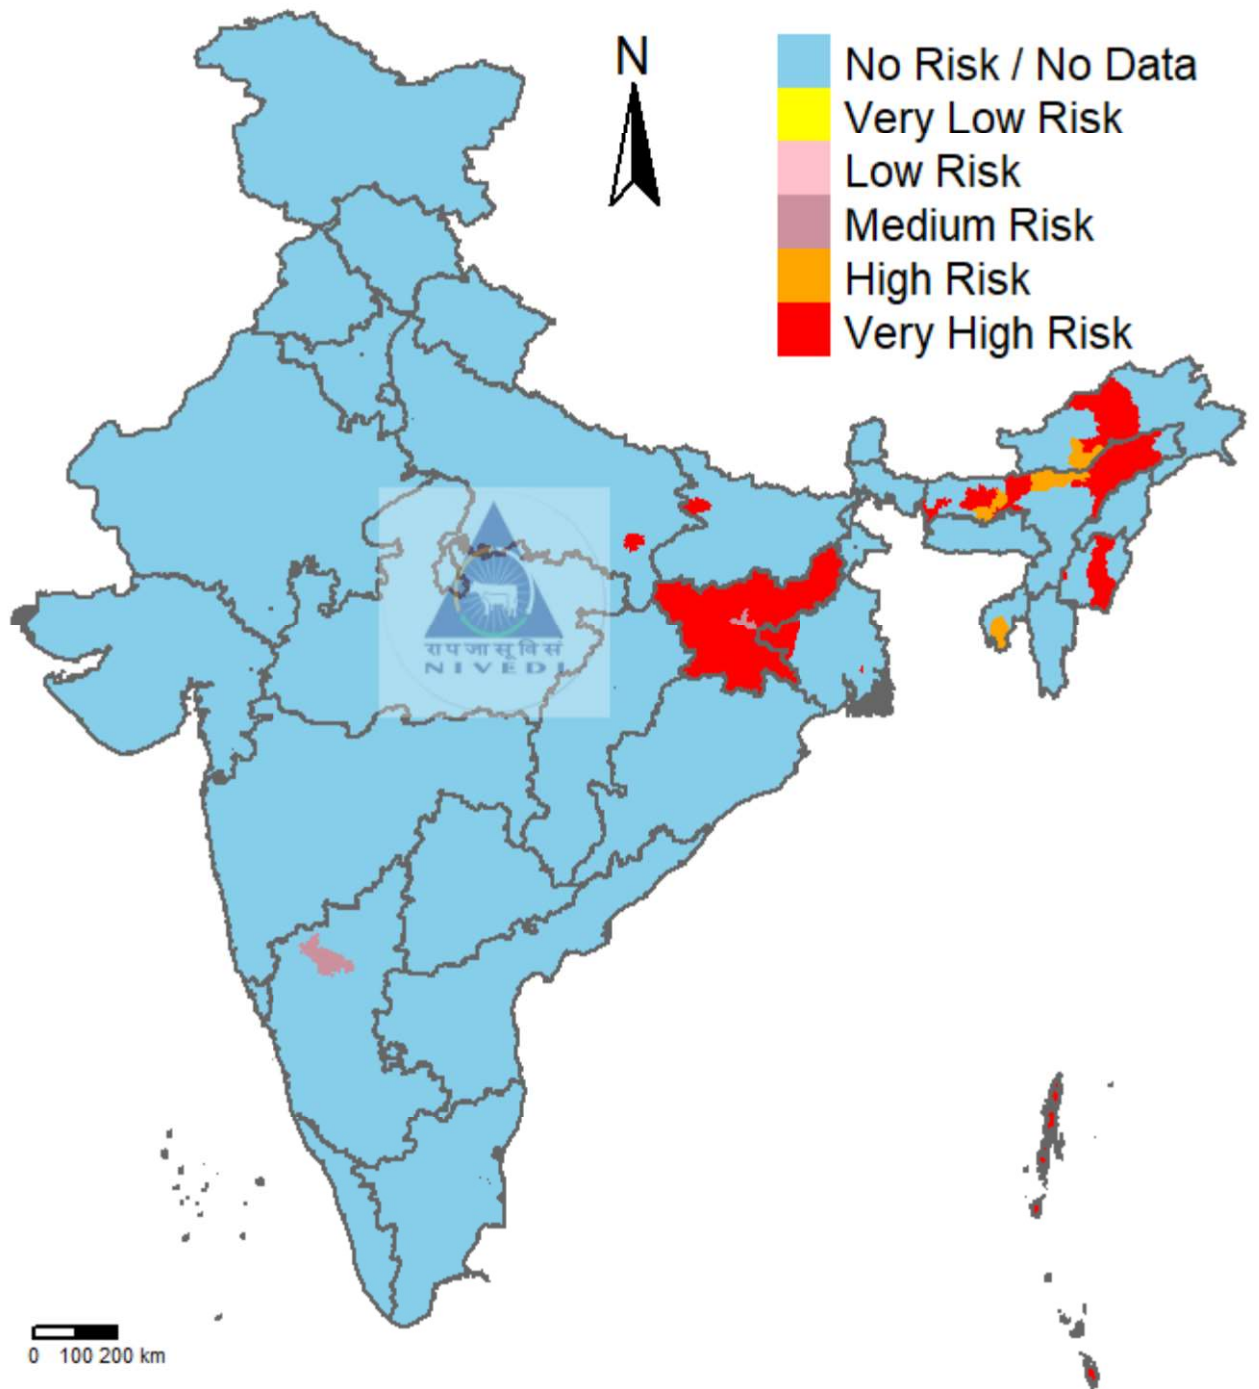 N
No Risk / No Data
Very Low Risk
Low Risk
Medium Risk
High Risk
Very High Risk
राप जा सू वि सं
NIVEDI
0 100 200 km